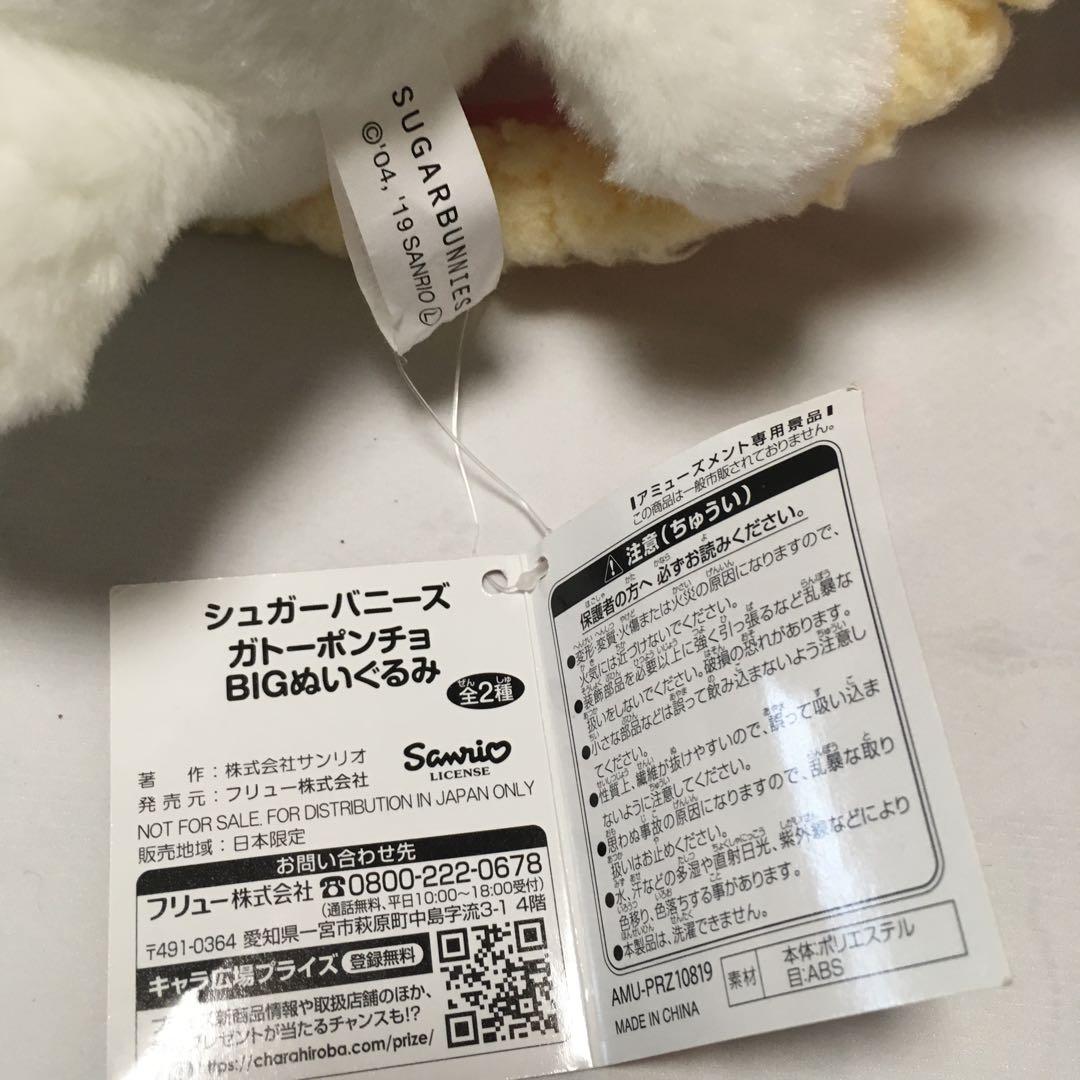 SUGARBUNNIES
©'04, '19 SANRIO Ⓛ
シュガーバニーズ
ガトーポンチョ
BIGぬいぐるみ 全2種
著 作：株式会社サンリオ
発売元：フリュー株式会社
Sanrio
LICENSE
NOT FOR SALE. FOR DISTRIBUTION IN JAPAN ONLY
販売地域：日本限定
お問い合わせ先
フリュー株式会社 ☎0800-222-0678
(通話無料、平日10:00〜18:00受付)
〒491-0364 愛知県一宮市萩原町中島字流3-1 4階
キャラ広場プライズ 登録無料
新商品情報や取扱店舗のほか、
プレゼントが当たるチャンスも!?
https://charahiroba.com/prize/
アミューズメント専用景品
この商品は一般市販されておりません。
⚠ 注意(ちゅうい)
保護者の方へ 必ずお読みください。
●変形・変質・火傷または火災の原因になりますので、
火気には近づけないでください。
●装飾部品を必要以上に強く引っ張るなど乱暴な
扱いをしないでください。破損の恐れがあります。
●小さな部品などは誤って飲み込まないよう注意し
てください。
●性質上、繊維が抜けやすいので、誤って吸い込ま
ないように注意してください。
●思わぬ事故の原因になりますので、乱暴な取り
扱いはお止めください。
●水、汗などの多湿や直射日光、紫外線などにより
色移り、色落ちする事があります。
●本製品は、洗濯できません。
AMU-PRZ10819
MADE IN CHINA
素材
本体:ポリエステル
目:ABS